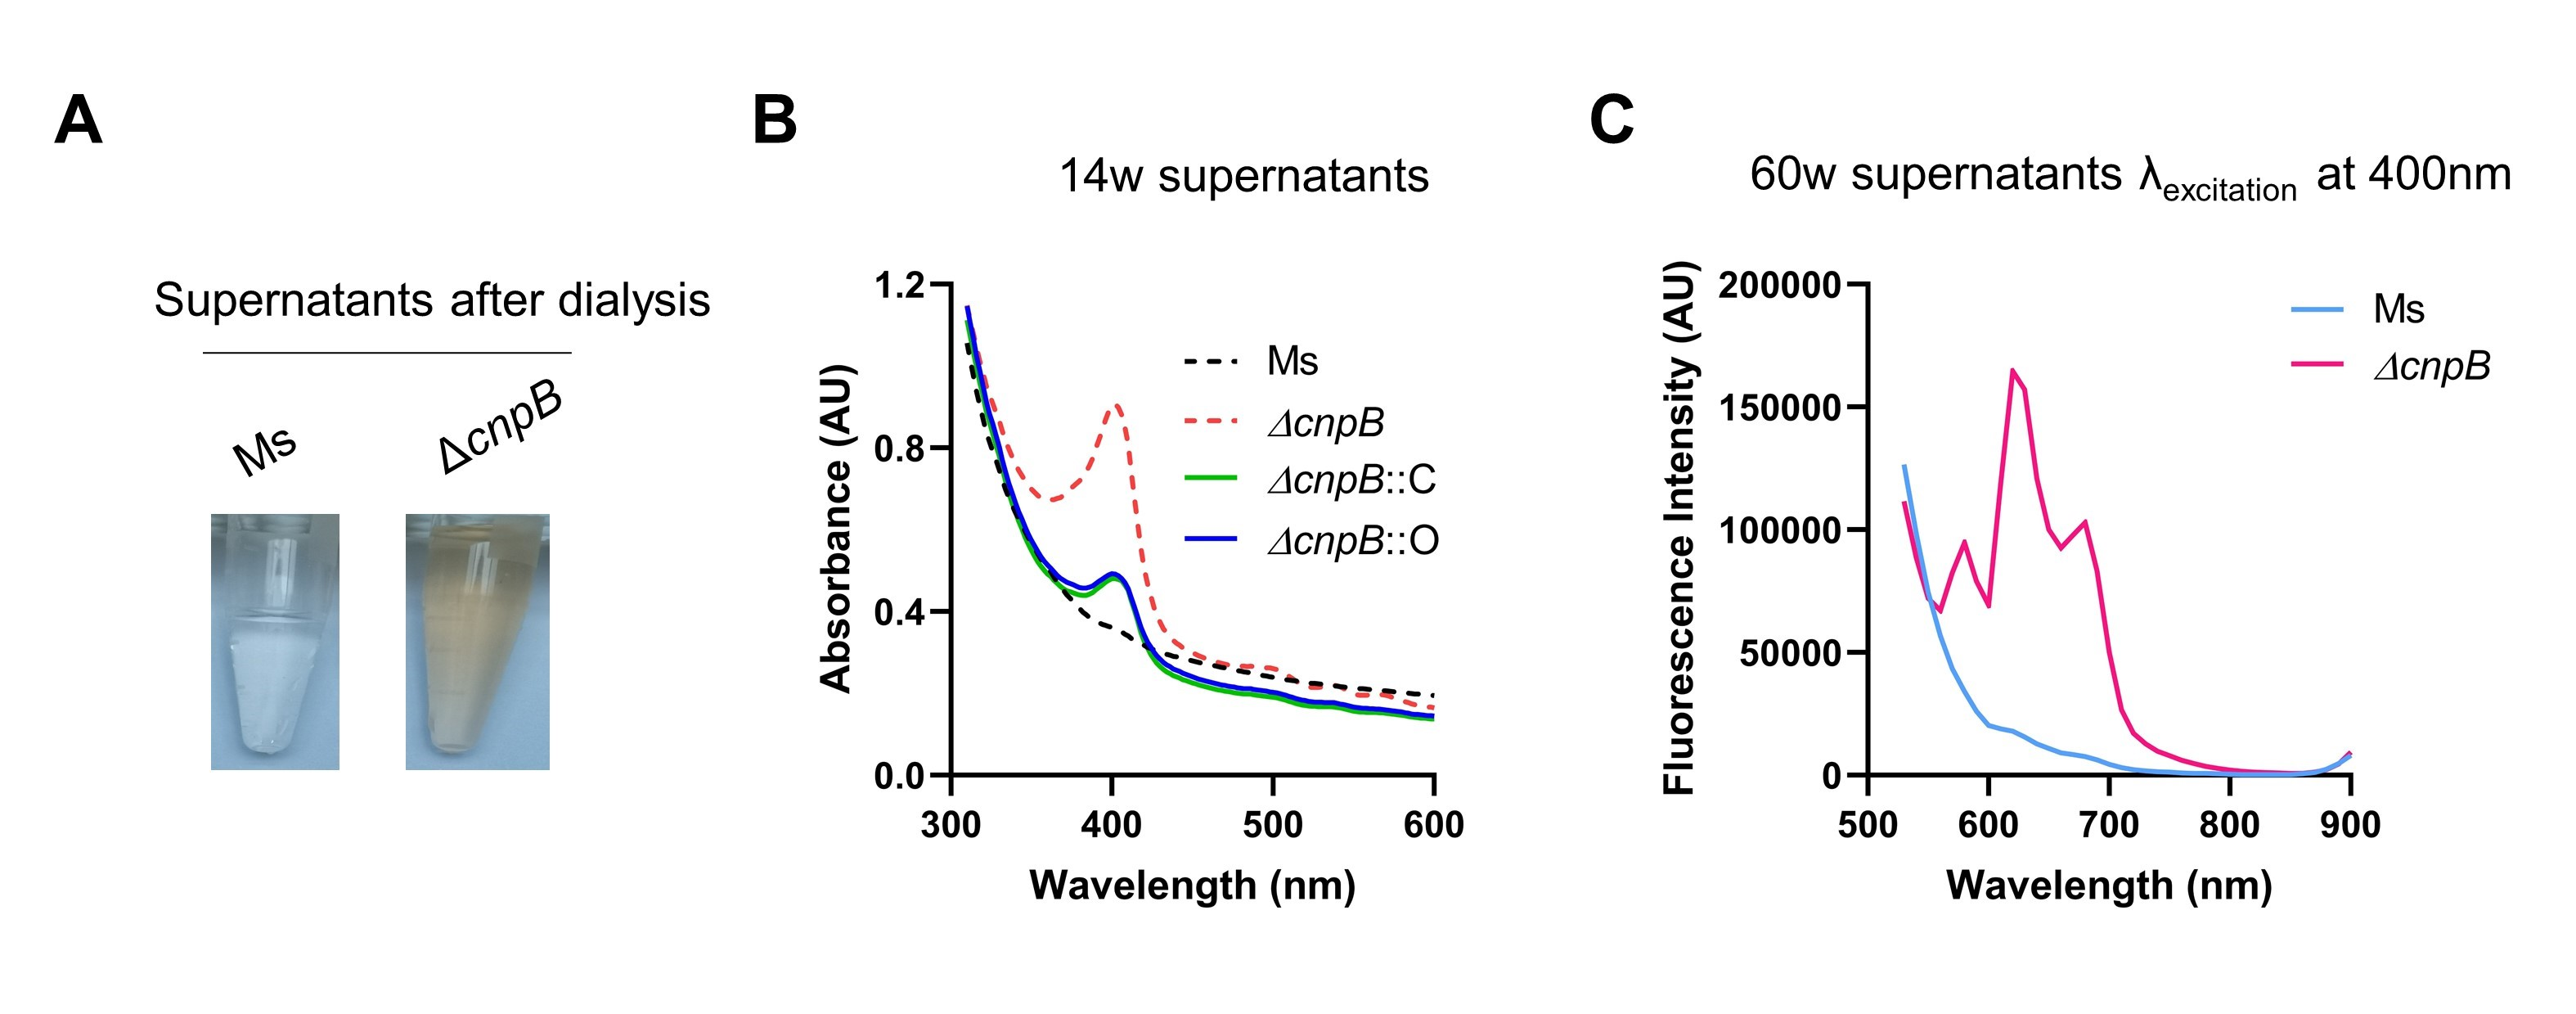 A
Supernatants after dialysis
Ms
ΔcnpB
B
14w supernatants
Absorbance (AU)
1.2
0.8
0.4
0.0
300 400 500 600
Wavelength (nm)
Ms
ΔcnpB
ΔcnpB::C
ΔcnpB::O
C
60w supernatants λexcitation at 400nm
Fluorescence Intensity (AU)
200000
150000
100000
50000
0
500 600 700 800 900
Wavelength (nm)
Ms
ΔcnpB